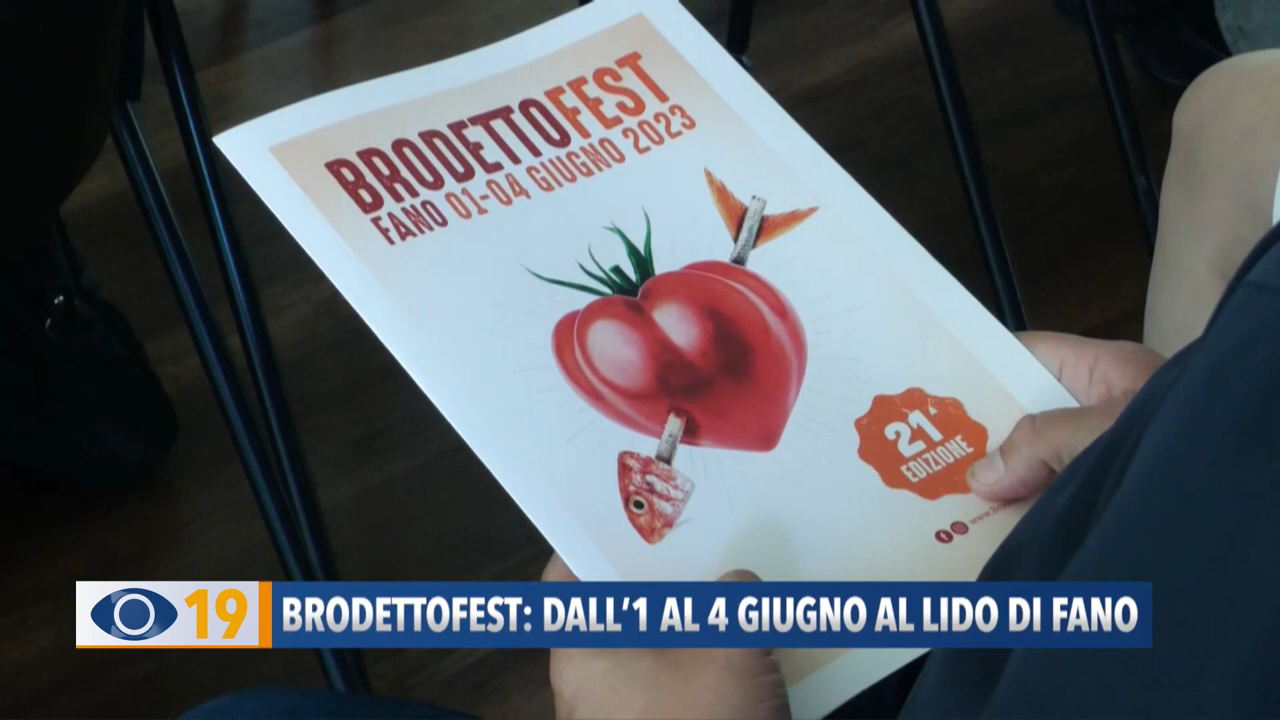 BRODETTOFEST
FANO 01-04 GIUGNO 2023
21ª
EDIZIONE
19
BRODETTOFEST: DALL'1 AL 4 GIUGNO AL LIDO DI FANO